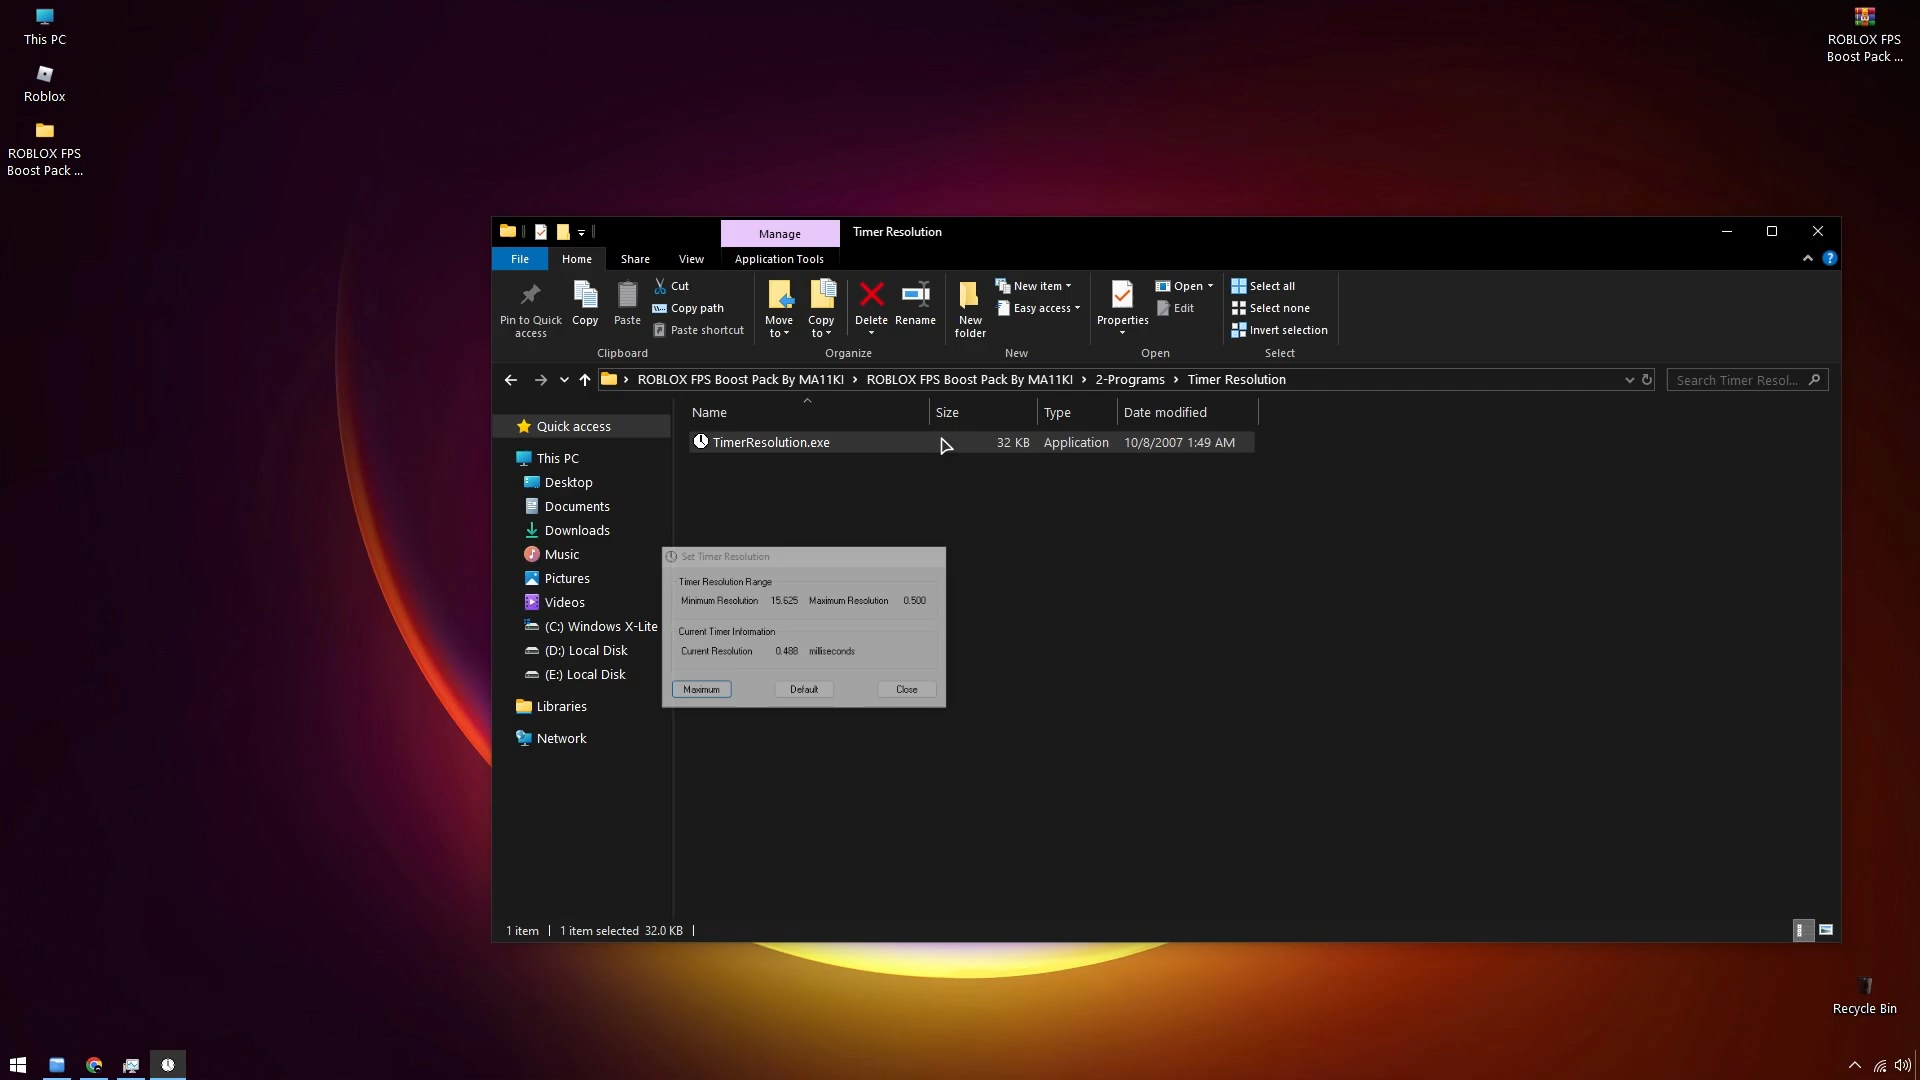 This PC
Roblox
ROBLOX FPS
Boost Pack ...
ROBLOX FPS
Boost Pack ...
Manage
Timer Resolution
File
Home
Share
View
Application Tools
Pin to Quick
access
Copy
Paste
Cut
Copy path
Paste shortcut
Clipboard
Move
to
Copy
to
Delete
Rename
Organize
New
folder
New item
Easy access
New
Properties
Open
Edit
Open
Select all
Select none
Invert selection
Select
ROBLOX FPS Boost Pack By MA11KI › ROBLOX FPS Boost Pack By MA11KI › 2-Programs › Timer Resolution
Search Timer Resol...
Name
Size
Type
Date modified
TimerResolution.exe
32 KB
Application
10/8/2007 1:49 AM
Quick access
This PC
Desktop
Documents
Downloads
Music
Pictures
Videos
(C:) Windows X-Lite
(D:) Local Disk
(E:) Local Disk
Libraries
Network
Set Timer Resolution
Timer Resolution Range
Minimum Resolution 15.625 Maximum Resolution 0.500
Current Timer Information
Current Resolution 0.488 milliseconds
Maximum
Default
Close
1 item
1 item selected 32.0 KB
Recycle Bin